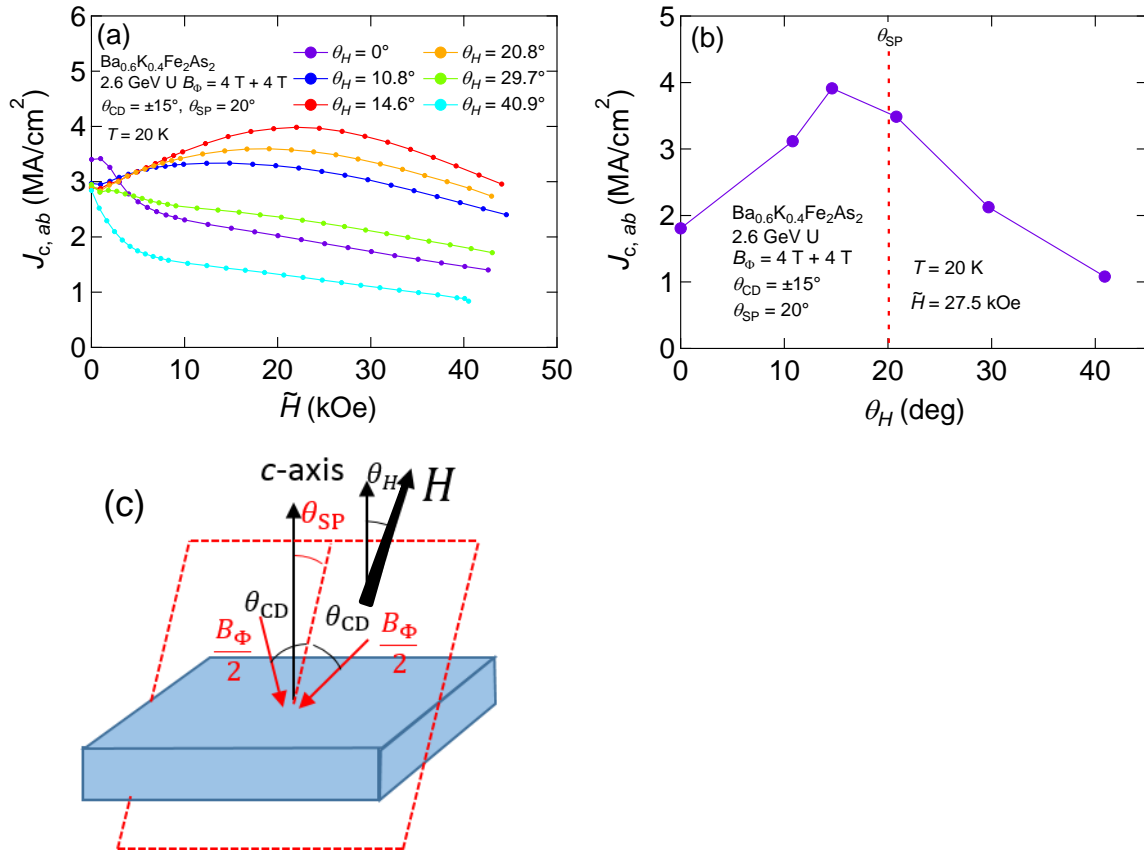 (a)
Ba0.6K0.4Fe2As2
2.6 GeV U BΦ = 4 T + 4 T
θCD = ±15°, θSP = 20°
T = 20 K
θH = 0°
θH = 10.8°
θH = 14.6°
θH = 20.8°
θH = 29.7°
θH = 40.9°
Jc, ab (MA/cm2)
6
5
4
3
2
1
0
0 10 20 30 40 50
H̃ (kOe)
(b)
θSP
Jc, ab (MA/cm2)
5
4
3
2
1
0
Ba0.6K0.4Fe2As2
2.6 GeV U
BΦ = 4 T + 4 T
θCD = ±15°
θSP = 20°
T = 20 K
H̃ = 27.5 kOe
0 10 20 30 40
θH (deg)
(c)
c-axis
θSP
θH
H
θCD
θCD
BΦ/2
BΦ/2